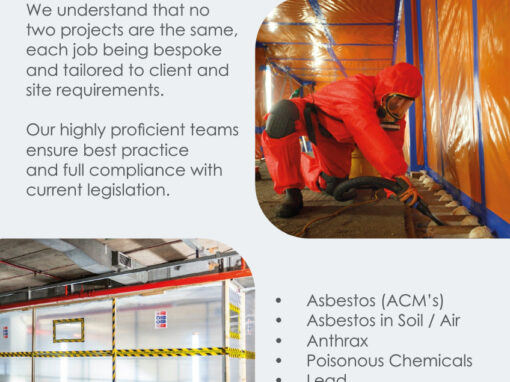 We understand that no
two projects are the same,
each job being bespoke
and tailored to client and
site requirements.
Our highly proficient teams
ensure best practice
and full compliance with
current legislation.
• Asbestos (ACM's)
• Asbestos in Soil / Air
• Anthrax
• Poisonous Chemicals
• Lead